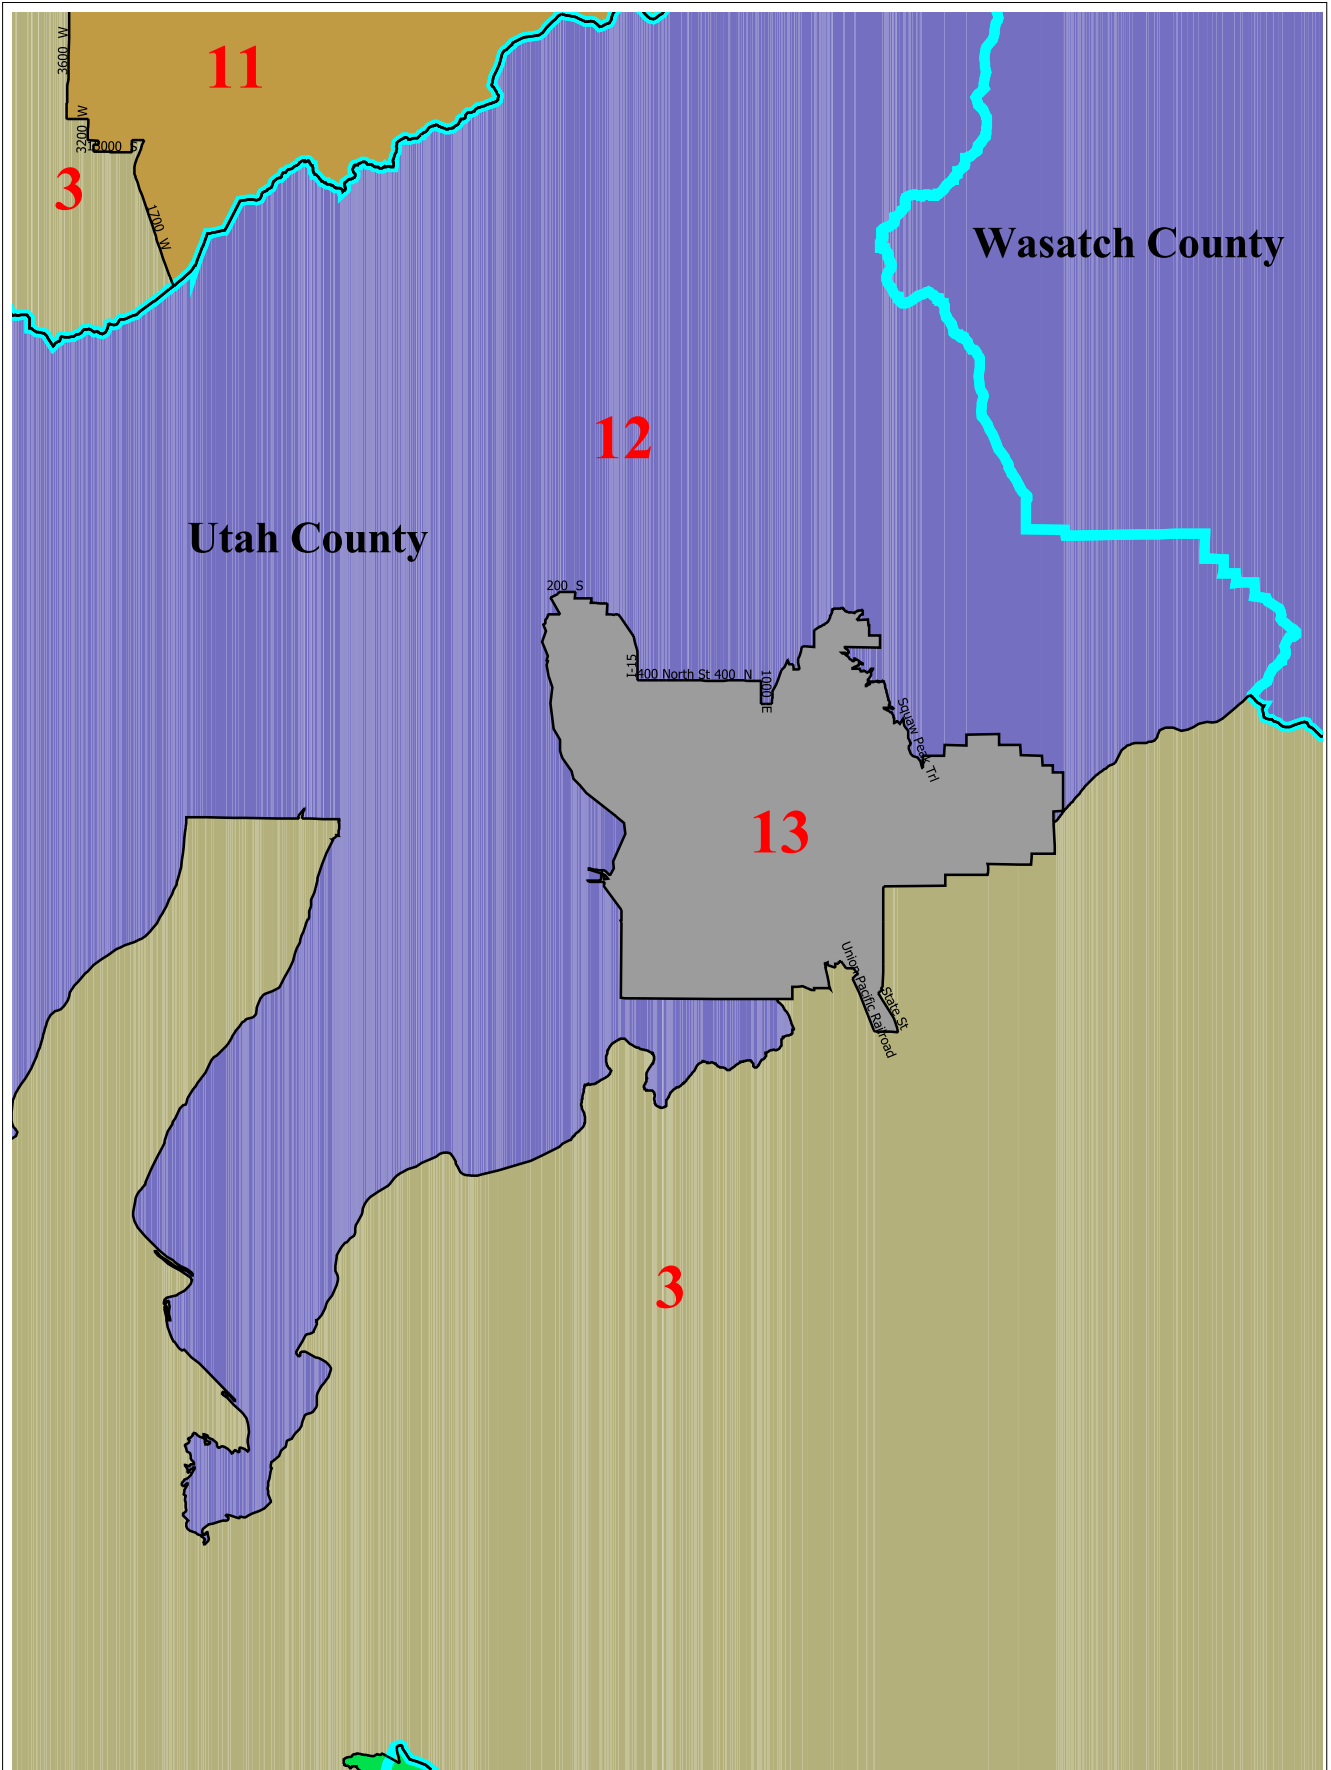 3600 W
11
3200 W
18000 S
3
1700 W
Wasatch County
12
Utah County
200 S
I-15
400 North St 400 N
1000 E
Squaw Peak Trl
13
Union Pacific Railroad
State St
3